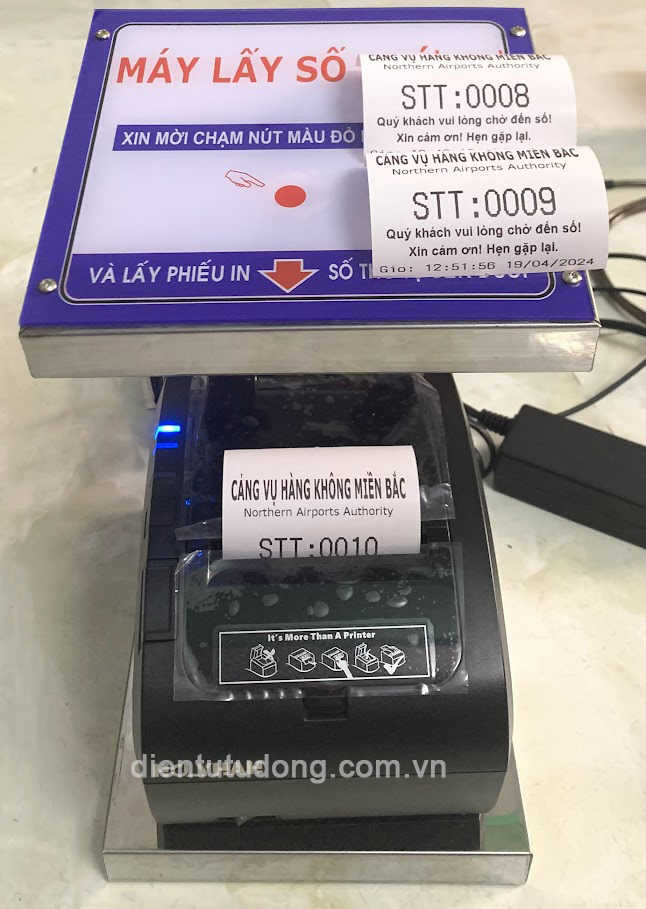 MÁY LẤY SỐ
XIN MỜI CHẠM NÚT MÀU ĐỎ
VÀ LẤY PHIẾU IN
SỐ
CẢNG VỤ HÀNG KHÔNG MIỀN BẮC
Northern Airports Authority
STT:0008
Quý khách vui lòng chờ đến số!
Xin cám ơn! Hẹn gặp lại.
CẢNG VỤ HÀNG KHÔNG MIỀN BẮC
Northern Airports Authority
STT:0009
Quý khách vui lòng chờ đến số!
Xin cám ơn! Hẹn gặp lại.
Gio: 12:51:56 19/04/2024
CẢNG VỤ HÀNG KHÔNG MIỀN BẮC
Northern Airports Authority
STT:0010
It's More Than A Printer
dientutudong.com.vn